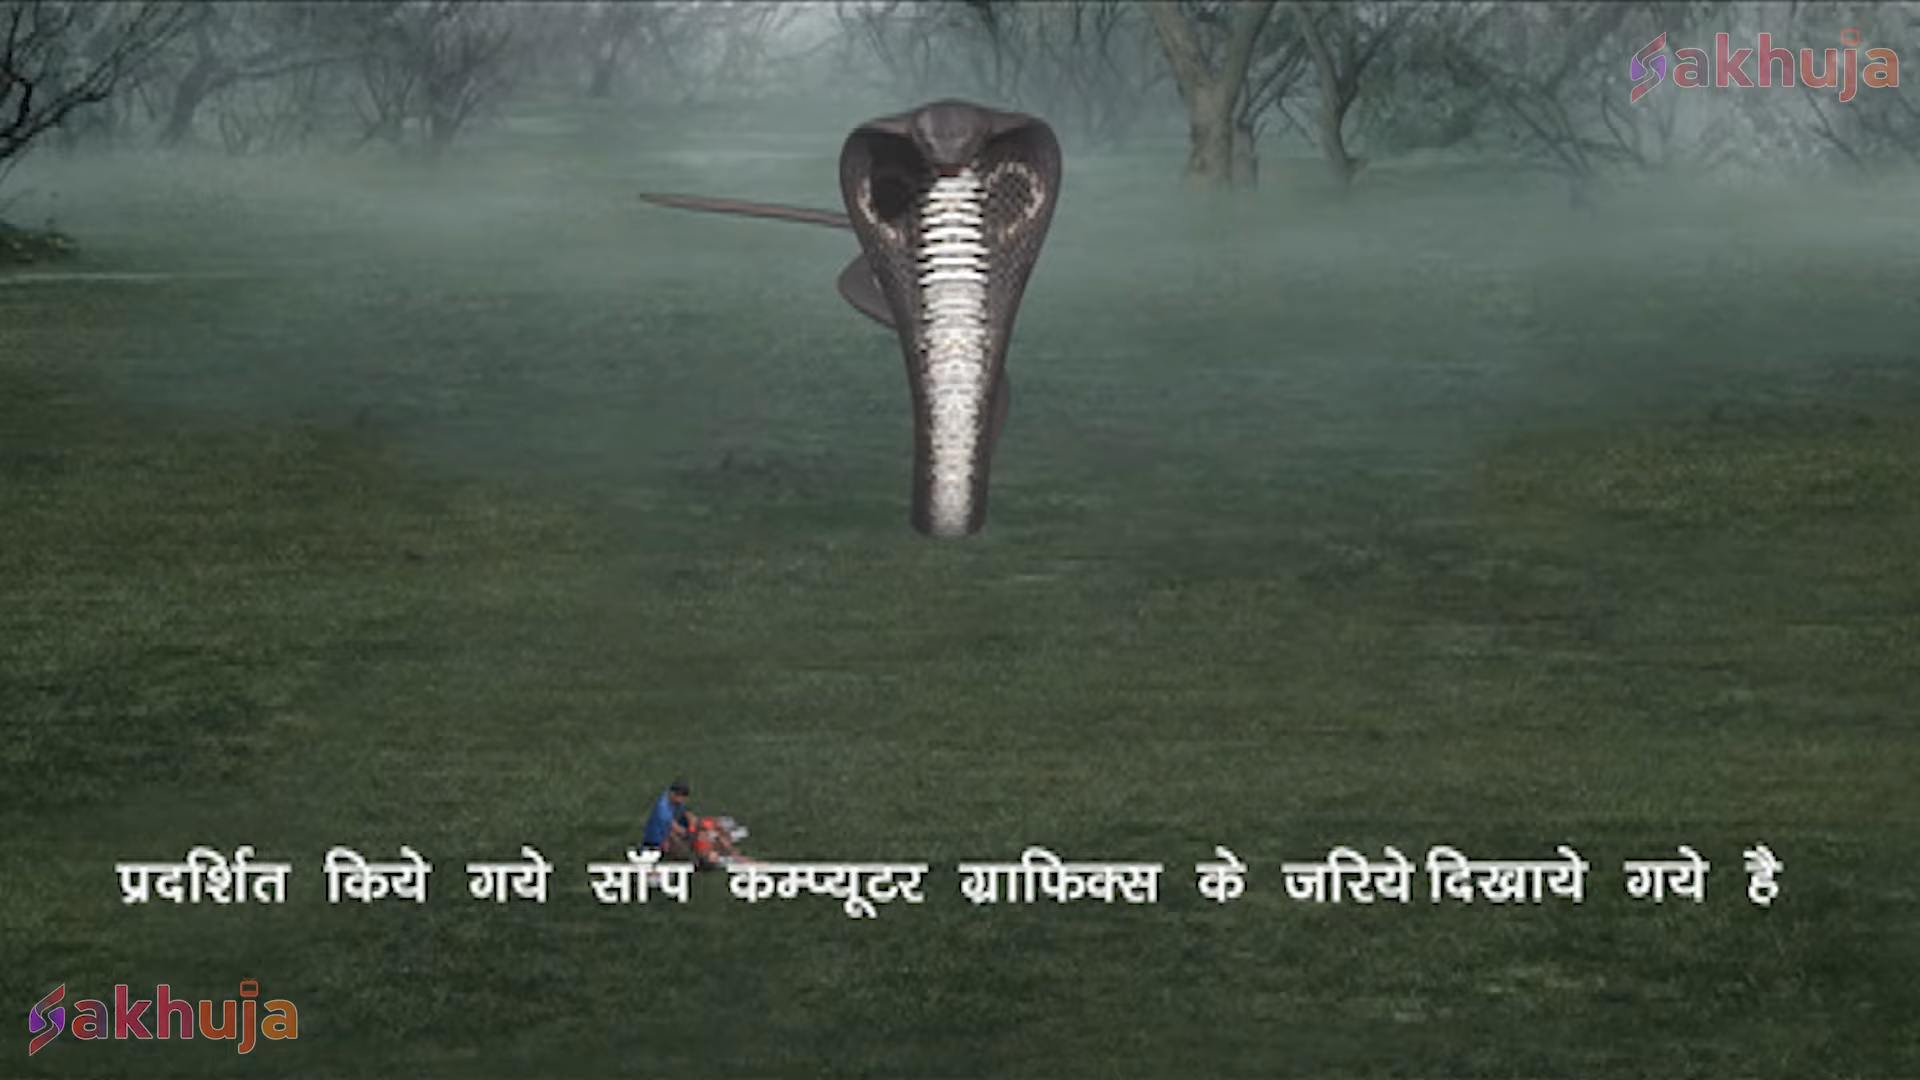 Sakhuja
प्रदर्शित किये गये सॉंप कम्प्यूटर ग्राफिक्स के जरिये दिखाये गये है
Sakhuja